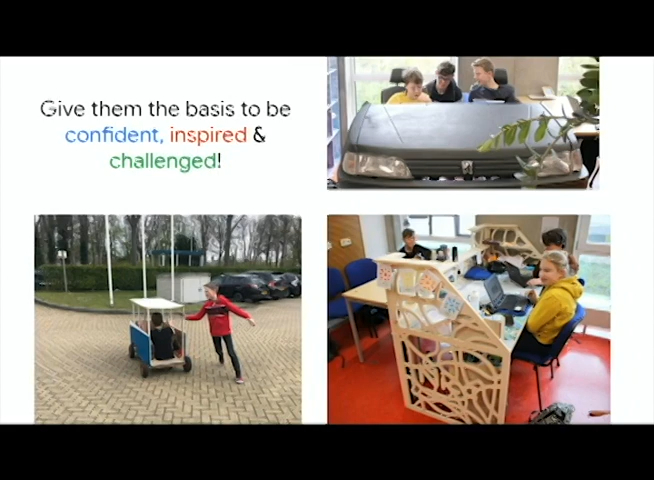 Give them the basis to be
confident, inspired &
challenged!